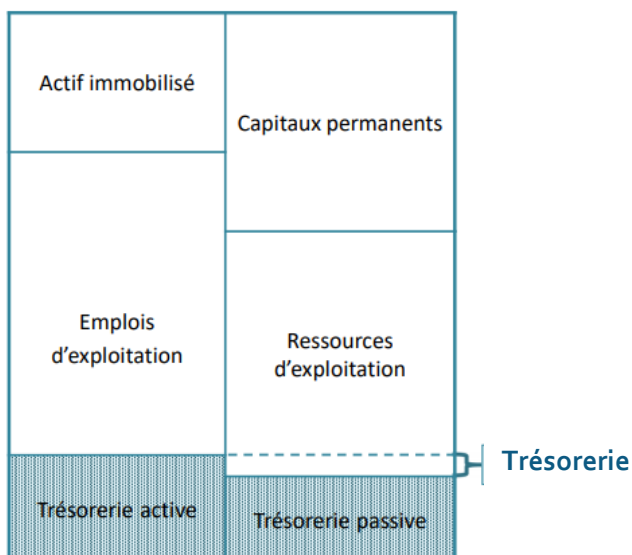 Actif immobilisé
Capitaux permanents
Emplois
d'exploitation
Ressources
d'exploitation
Trésorerie
Trésorerie active
Trésorerie passive